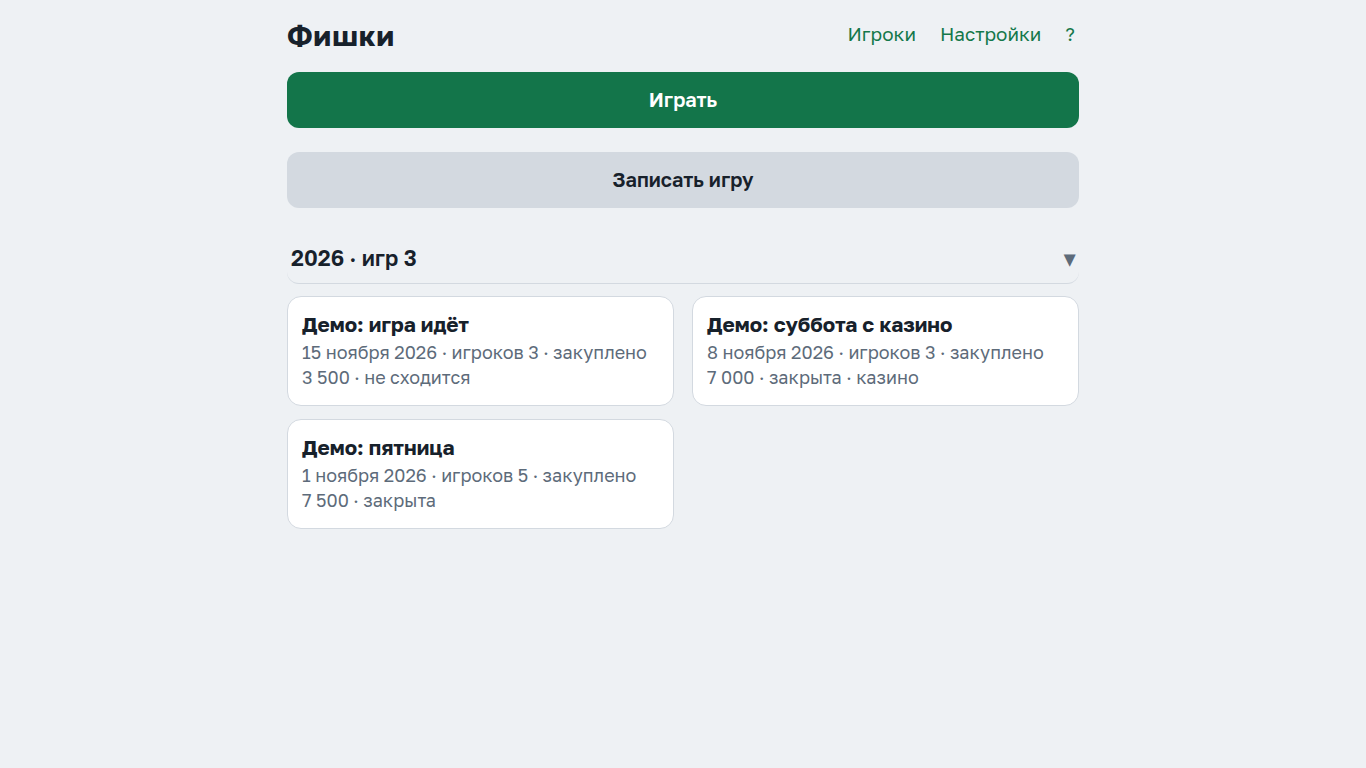 Фишки
Игроки Настройки ?
Играть
Записать игру
2026 · игр 3 ▼
Демо: игра идёт
15 ноября 2026 · игроков 3 · закуплено
3 500 · не сходится
Демо: суббота с казино
8 ноября 2026 · игроков 3 · закуплено
7 000 · закрыта · казино
Демо: пятница
1 ноября 2026 · игроков 5 · закуплено
7 500 · закрыта